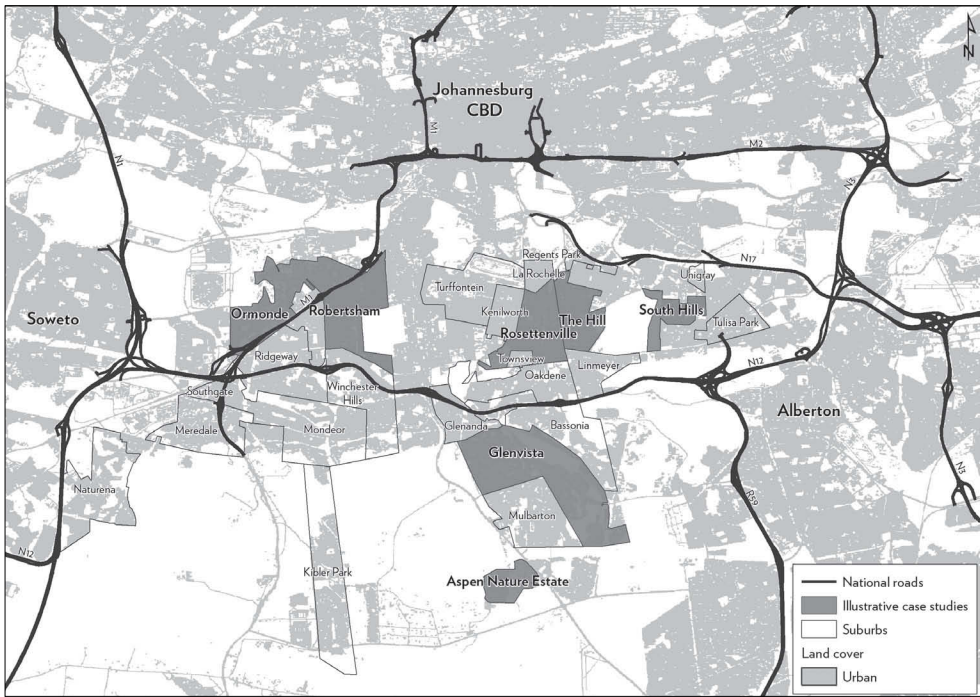 N
Johannesburg
CBD
M1
N1
M2
N3
Regents Park
La Rochelle
N17
Unigray
Turffontein
Kenilworth
M1
Ormonde
Robertsham
Soweto
The Hill
South Hills
Rosettenville
Tulisa Park
Ridgeway
Townsview
Oakdene
Linmeyer
N12
Southgate
Winchester
Hills
Meredale
Mondeor
Glenanda
Bassonia
Alberton
Glenvista
Naturena
N3
R59
Mulbarton
N12
Kibler Park
Aspen Nature Estate
National roads
Illustrative case studies
Suburbs
Land cover
Urban